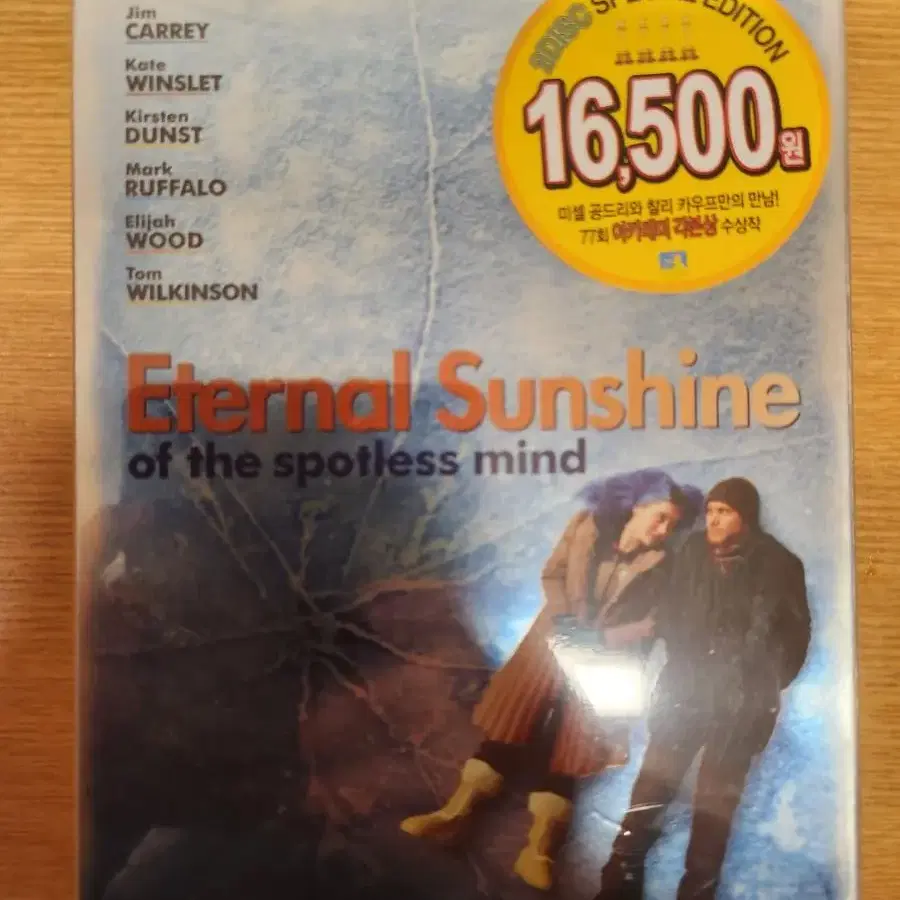 Jim
CARREY
Kate
WINSLET
Kirsten
DUNST
Mark
RUFFALO
Elijah
WOOD
Tom
WILKINSON
2DISC SPECIAL EDITION
16,500원
미셸 공드리와 찰리 카우프만의 만남!
77회 아카데미 각본상 수상작
Eternal Sunshine
of the spotless mind